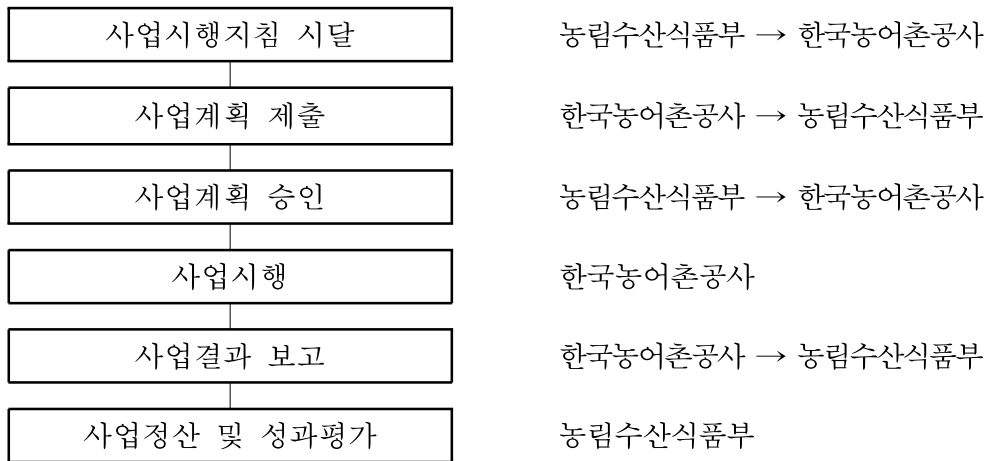 사업시행지침 시달 농림수산식품부 → 한국농어촌공사
사업계획 제출 한국농어촌공사 → 농림수산식품부
사업계획 승인 농림수산식품부 → 한국농어촌공사
사업시행 한국농어촌공사
사업결과 보고 한국농어촌공사 → 농림수산식품부
사업정산 및 성과평가 농림수산식품부